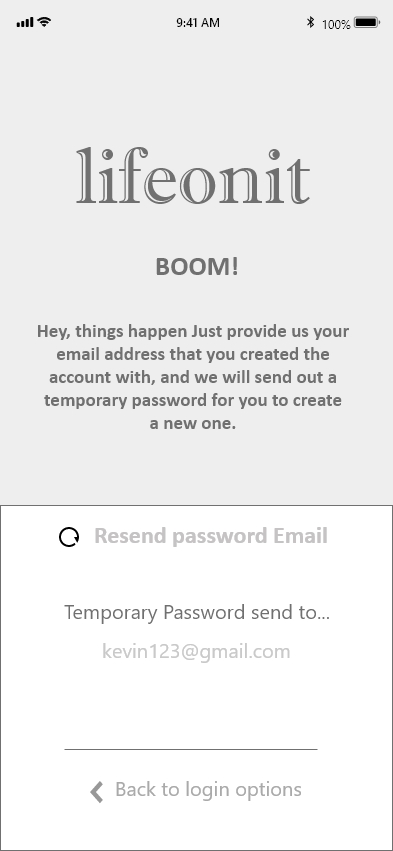 9:41 AM
100%
lifeonit
BOOM!
Hey, things happen Just provide us your
email address that you created the
account with, and we will send out a
temporary password for you to create
a new one.
Resend password Email
Temporary Password send to...
kevin123@gmail.com
Back to login options